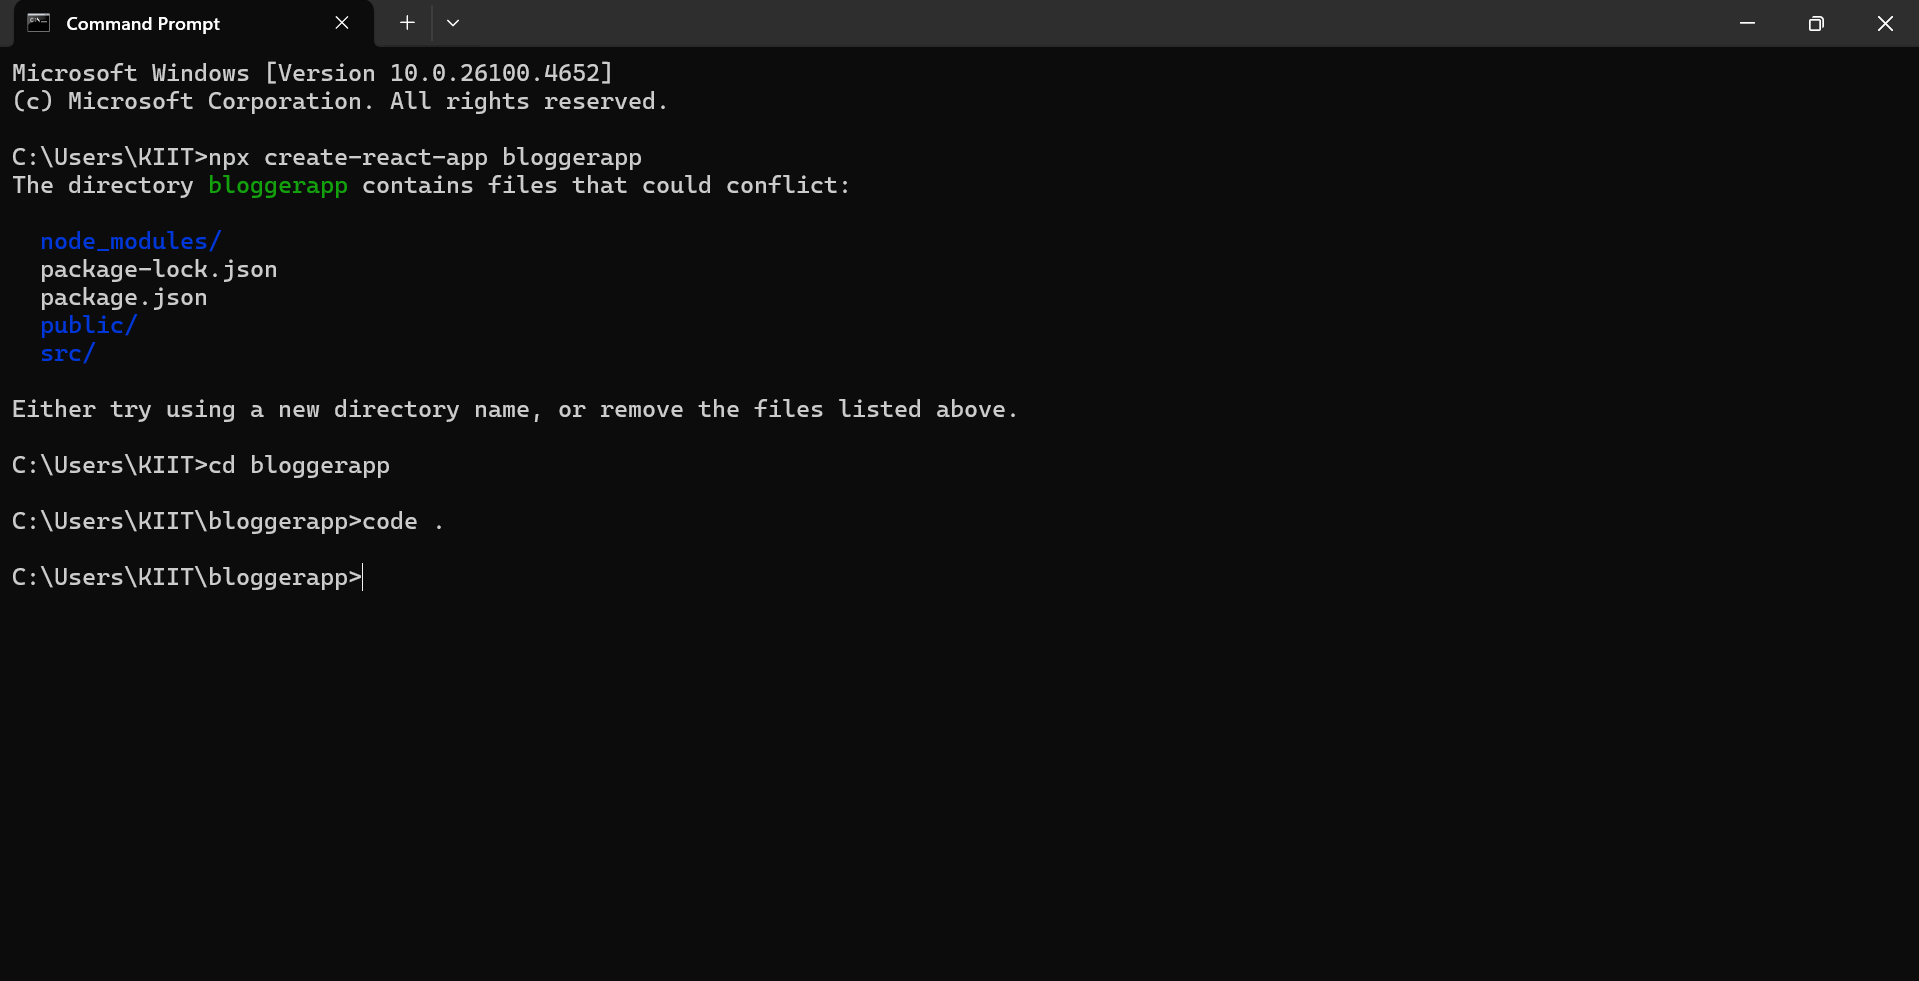 Command Prompt
Microsoft Windows [Version 10.0.26100.4652]
(c) Microsoft Corporation. All rights reserved.
C:\Users\KIIT>npx create-react-app bloggerapp
The directory bloggerapp contains files that could conflict:
node_modules/
package-lock.json
package.json
public/
src/
Either try using a new directory name, or remove the files listed above.
C:\Users\KIIT>cd bloggerapp
C:\Users\KIIT\bloggerapp>code .
C:\Users\KIIT\bloggerapp>